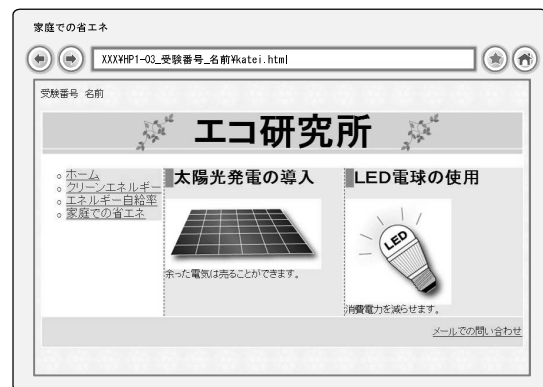 家庭での省エネ
XXX¥HP1-03_受験番号_名前¥katei.html
受験番号 名前
エコ研究所
ホーム
クリーンエネルギー
エネルギー自給率
家庭での省エネ
太陽光発電の導入
余った電気は売ることができます。
LED電球の使用
LED
消費電力を減らせます。
メールでの問い合わせ